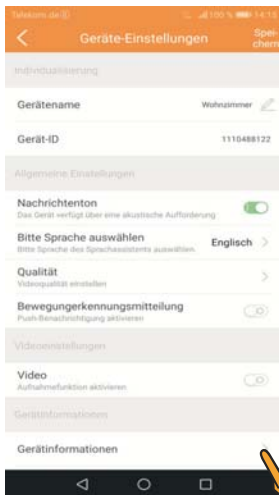 Telekom.de
100 % 14:15
Geräte-Einstellungen
Spei-
chern
Individualisierung
Gerätename
Wohnzimmer
Gerät-ID
1110488122
Allgemeine Einstellungen
Nachrichtenton
Das Gerät verfügt über eine akustische Aufforderung
Bitte Sprache auswählen
Englisch
Bitte Sprache des Sprachassistents auswählen
Qualität
Videoqualität einstellen
Bewegungerkennungsmitteilung
Push-Benachrichtigung aktivieren
Videoeinstellungen
Video
Aufnahmefunktion aktivieren
Gerätinformationen
Gerätinformationen